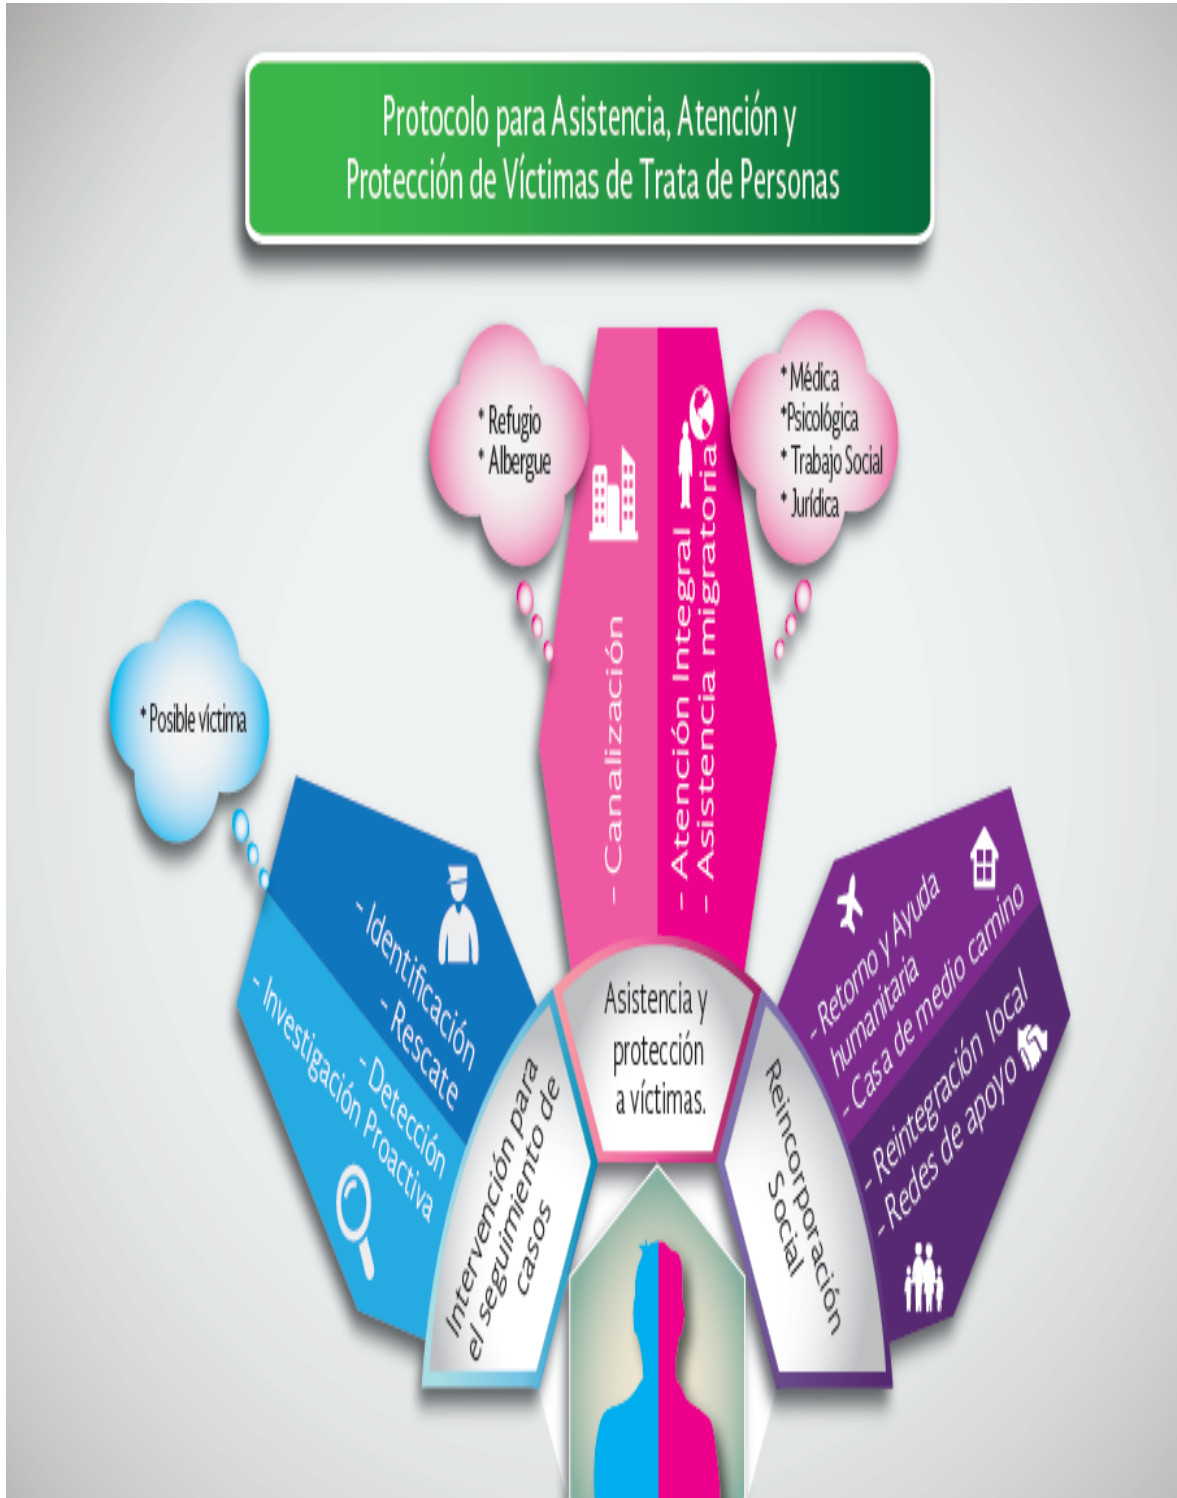 Protocolo para Asistencia, Atención y
Protección de Víctimas de Trata de Personas
* Refugio
* Albergue
* Médica
*Psicológica
* Trabajo Social
* Jurídica
* Posible víctima
- Identificación
- Rescate
- Detección
- Investigación Proactiva
Intervención para
el seguimiento de
casos
- Canalización
- Atención Integral
- Asistencia migratoria
Asistencia y
protección
a víctimas.
- Retorno y Ayuda
humanitaria
- Casa de medio camino
- Reintegración local
- Redes de apoyo
Reincorporación
Social